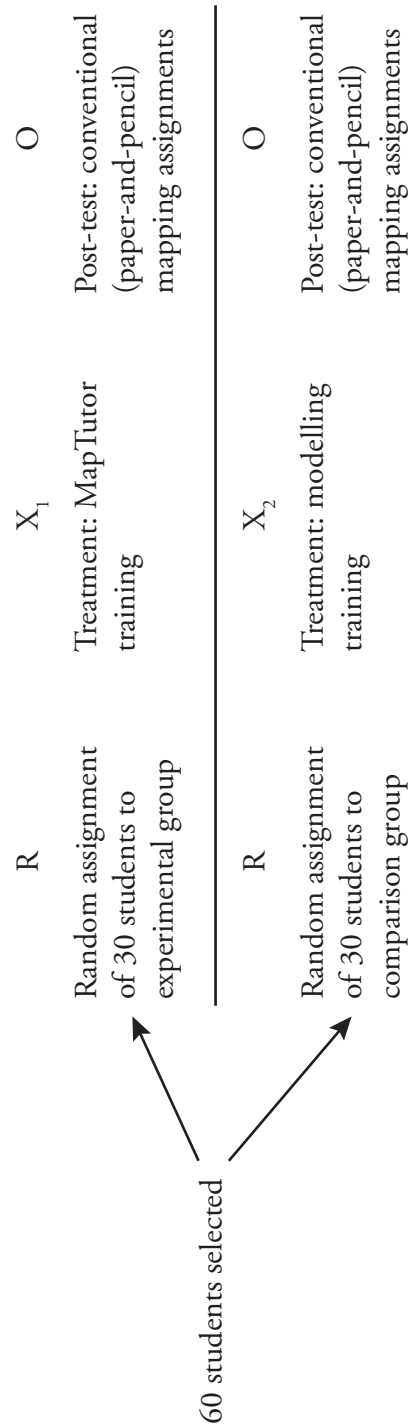 60 students selected
R
Random assignment
of 30 students to
experimental group
X1
Treatment: MapTutor
training
O
Post-test: conventional
(paper-and-pencil)
mapping assignments
R
Random assignment
of 30 students to
comparison group
X2
Treatment: modelling
training
O
Post-test: conventional
(paper-and-pencil)
mapping assignments